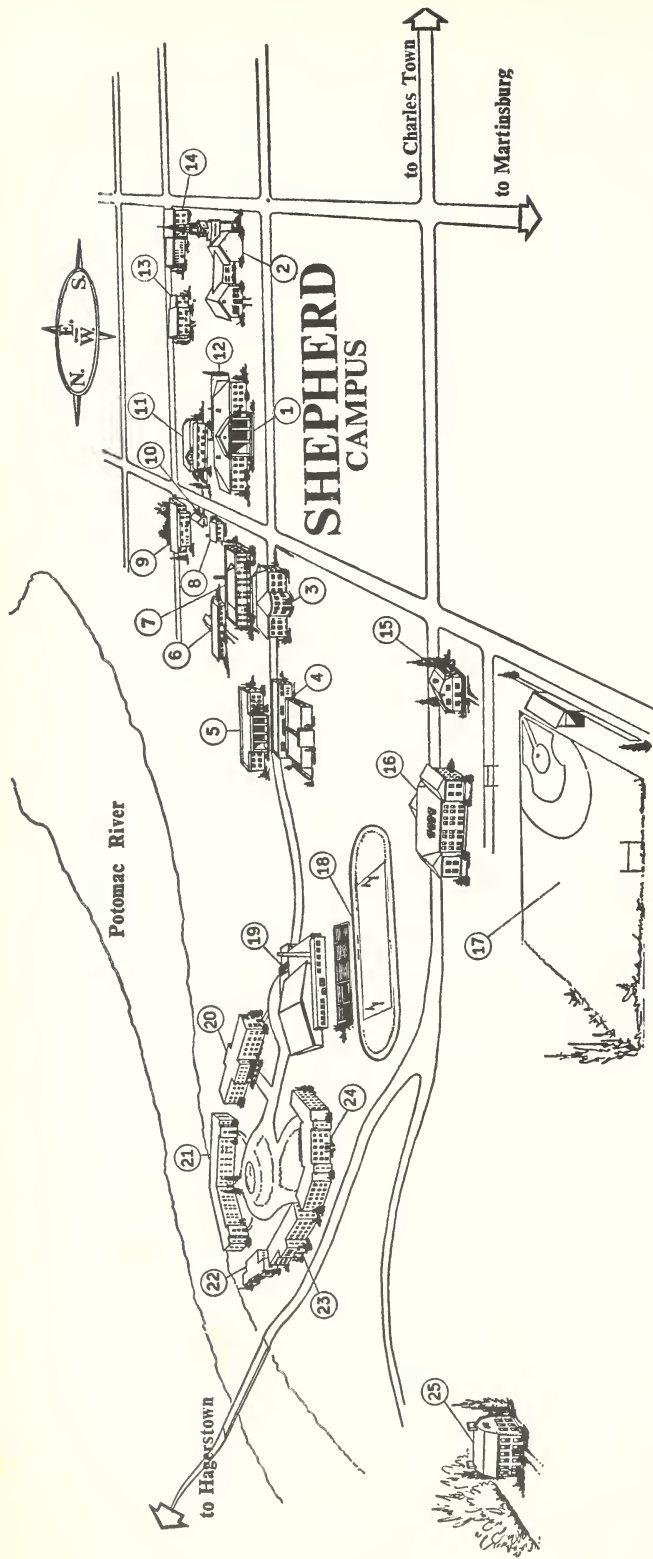 SHEPHERD
CAMPUS
N.
E.
W.
S.
Potomac River
to Hagerstown
to Charles Town
to Martinsburg
1
2
3
4
5
6
7
8
9
10
11
12
13
14
15
16
17
18
19
20
21
22
23
24
25